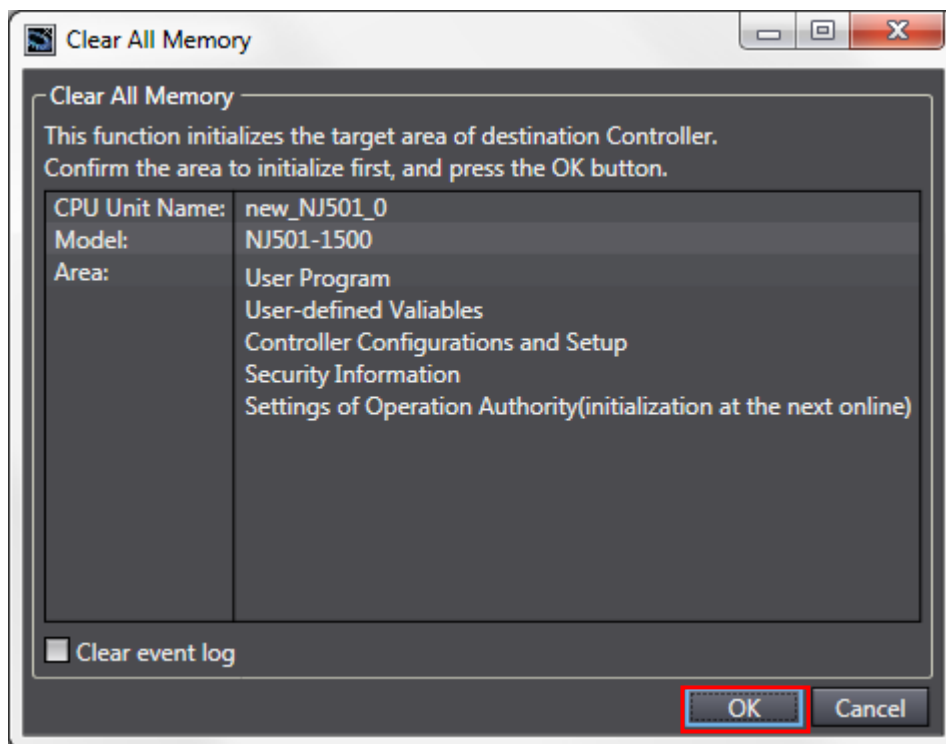 Clear All Memory
Clear All Memory
This function initializes the target area of destination Controller.
Confirm the area to initialize first, and press the OK button.
CPU Unit Name: new_NJ501_0
Model: NJ501-1500
Area: User Program
User-defined Valiables
Controller Configurations and Setup
Security Information
Settings of Operation Authority(initialization at the next online)
Clear event log
OK Cancel